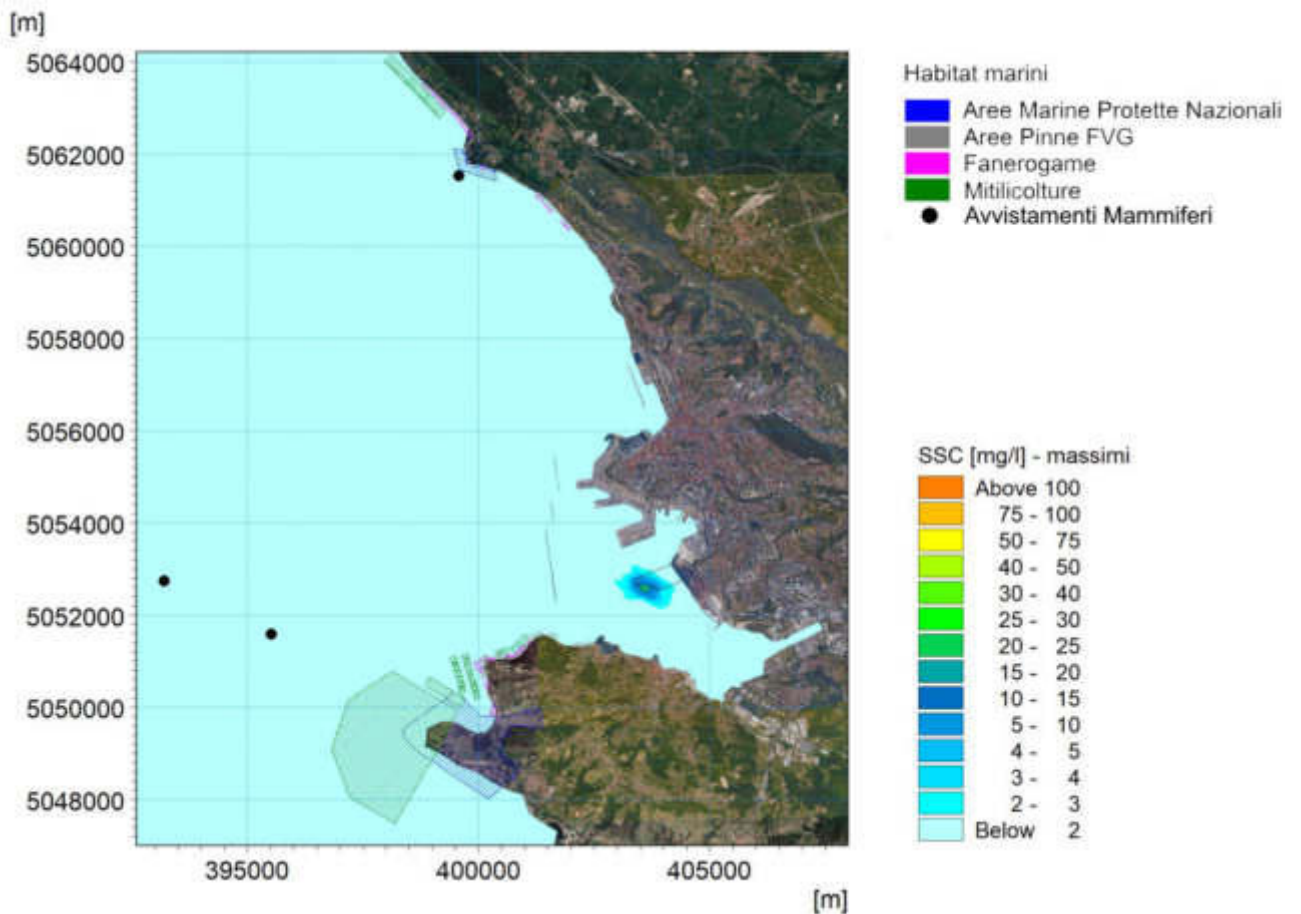 [m]
5064000
5062000
5060000
5058000
5056000
5054000
5052000
5050000
5048000
395000
400000
405000
[m]
Habitat marini
Aree Marine Protette Nazionali
Aree Pinne FVG
Fanerogame
Mitilicolture
Avvistamenti Mammiferi
SSC [mg/l] - massimi
Above 100
75 - 100
50 - 75
40 - 50
30 - 40
25 - 30
20 - 25
15 - 20
10 - 15
5 - 10
4 - 5
3 - 4
2 - 3
Below 2